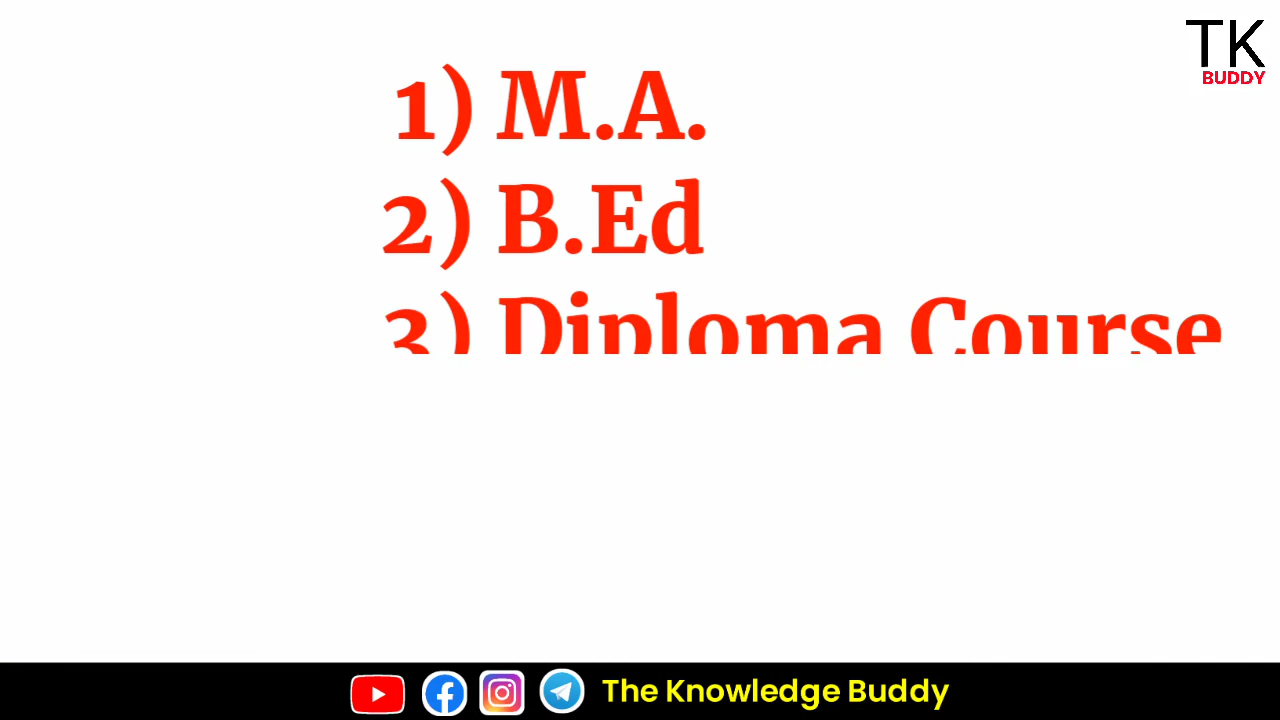 TK
BUDDY
1) M.A.
2) B.Ed
3) Diploma Course
The Knowledge Buddy